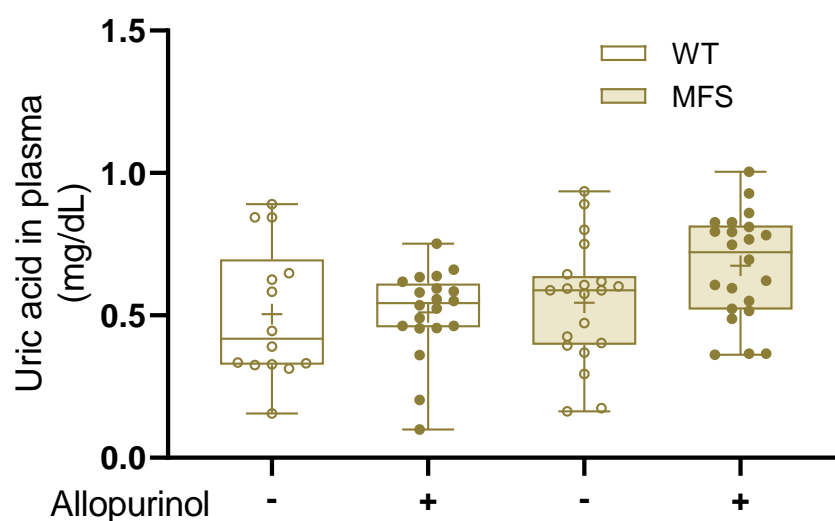 1.5
WT
MFS
1.0
Uric acid in plasma
(mg/dL)
0.5
0.0
Allopurinol - + - +